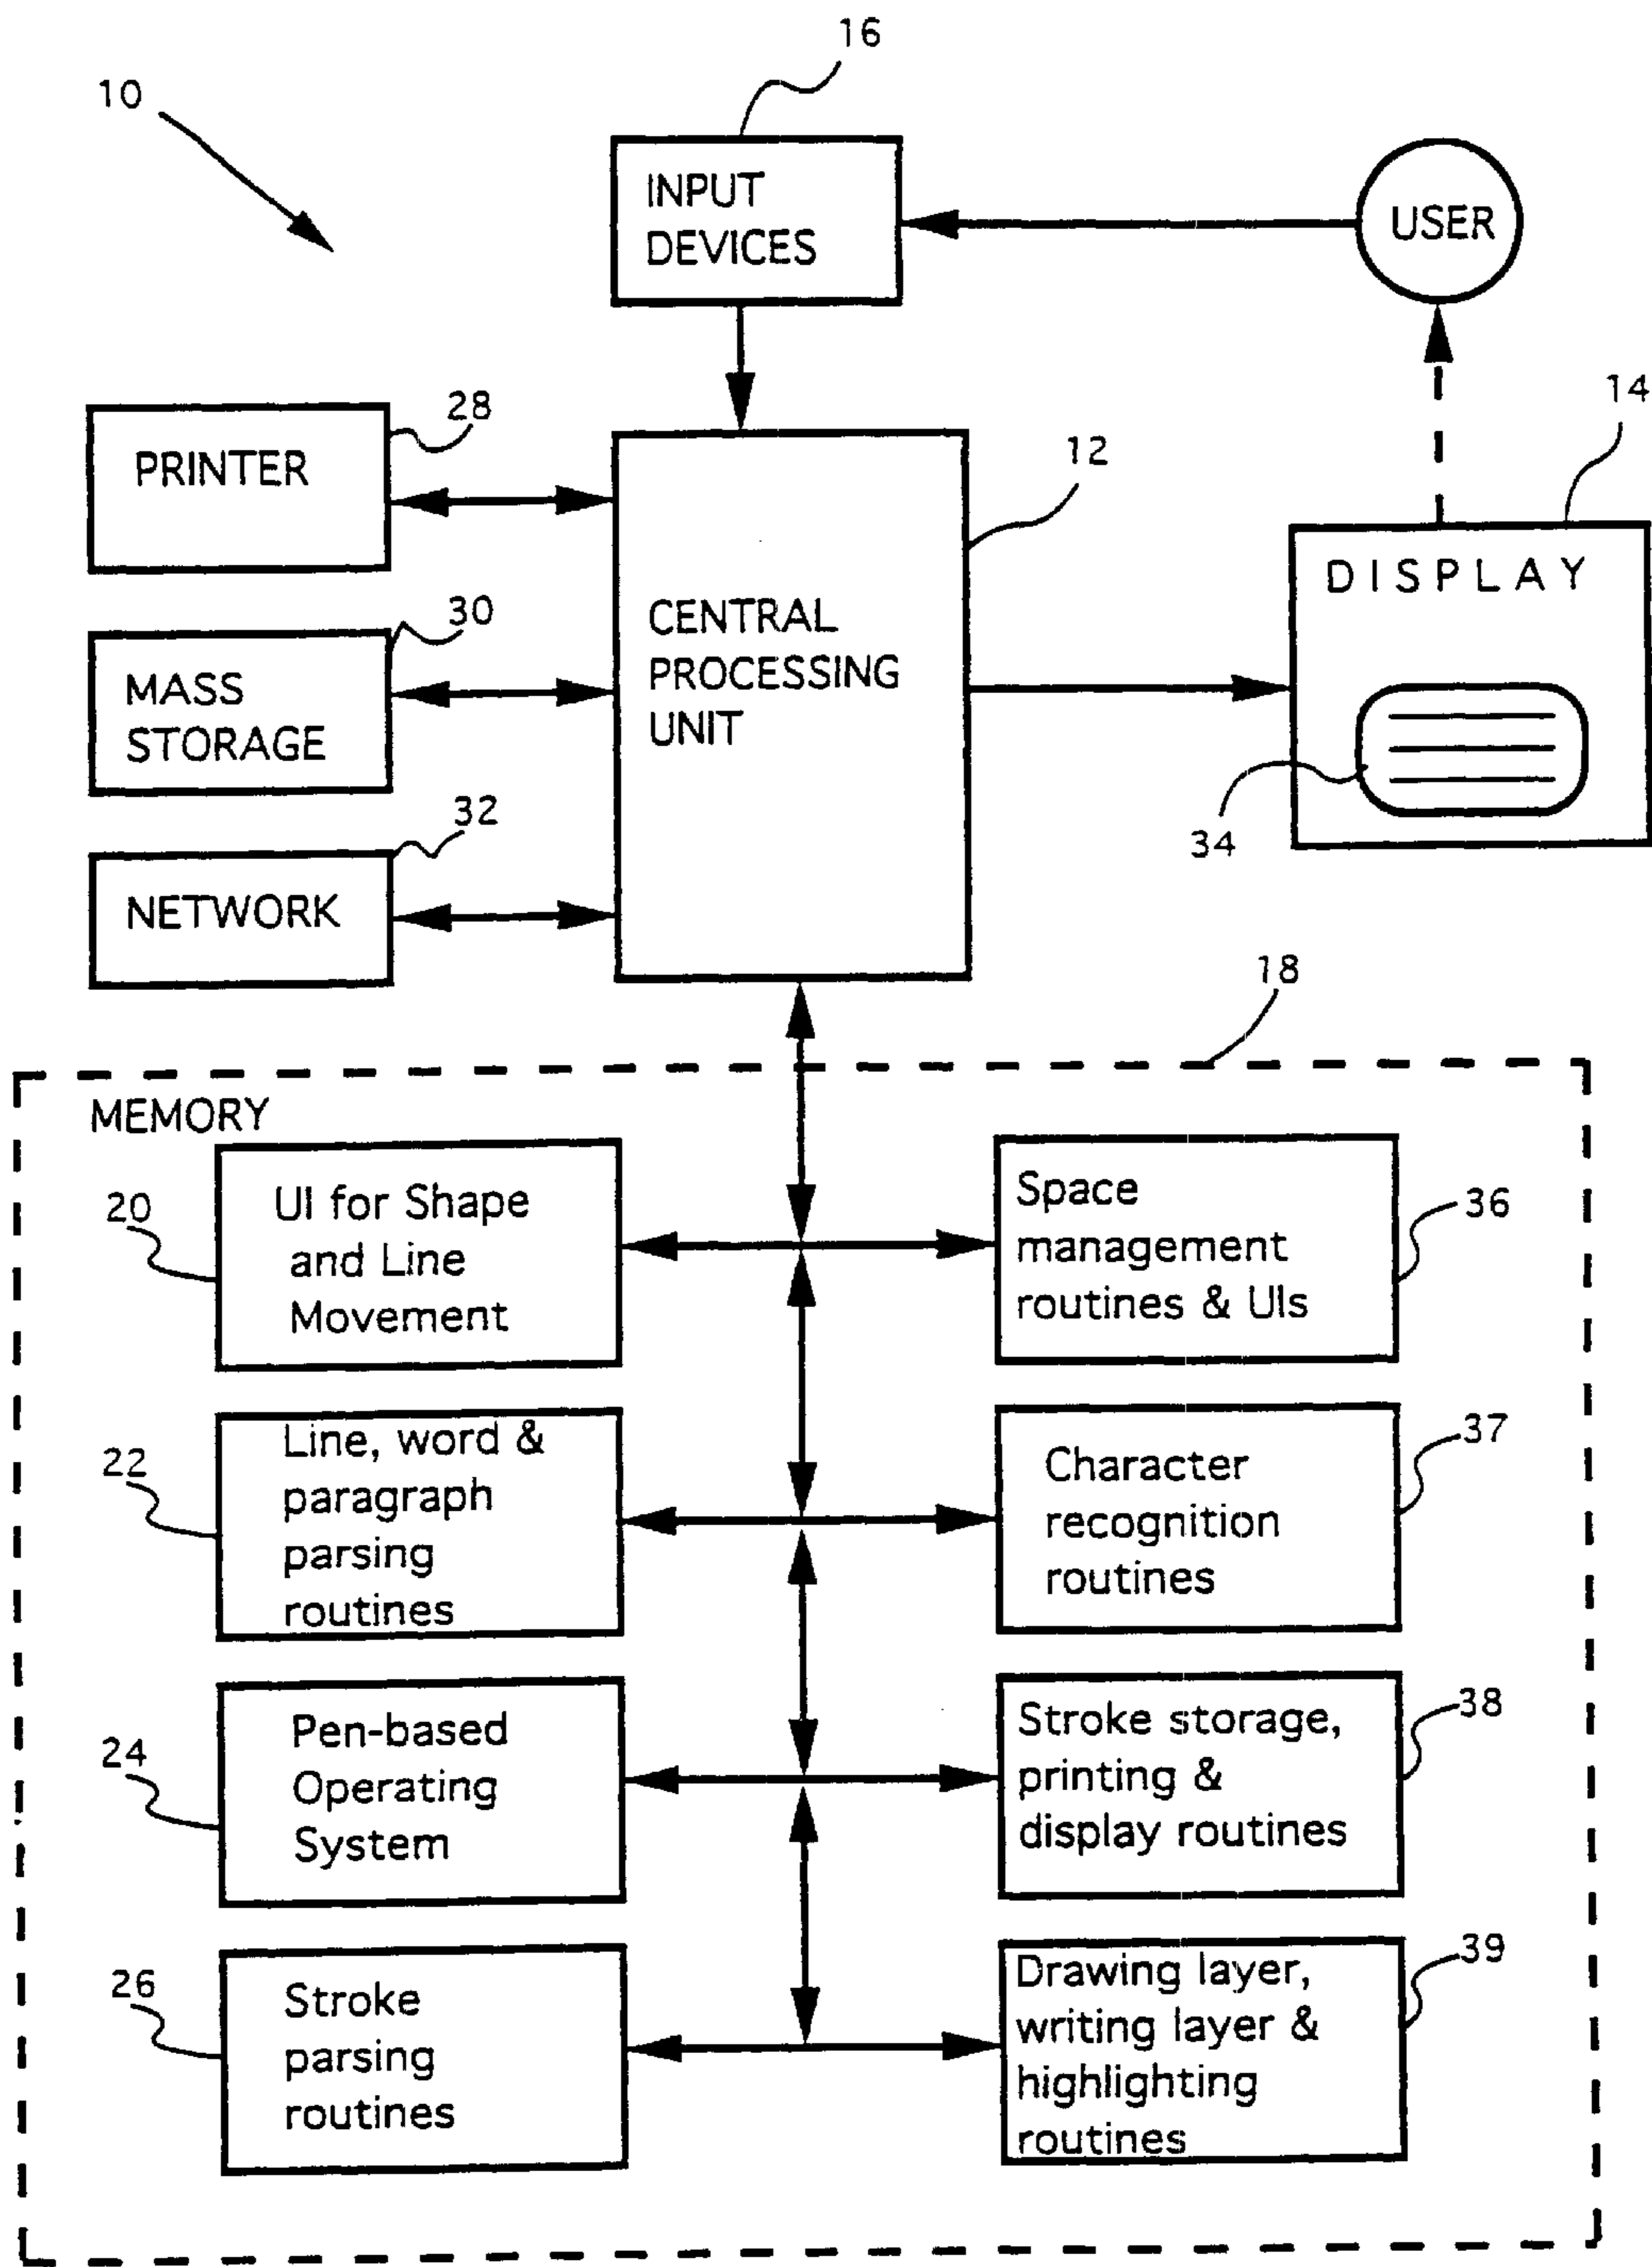 16
10
INPUT
DEVICES
USER
14
28
PRINTER
12
DISPLAY
30
CENTRAL
PROCESSING
UNIT
MASS
STORAGE
34
32
NETWORK
18
MEMORY
20
UI for Shape
and Line
Movement
Space
management
routines & UIs
36
22
Line, word &
paragraph
parsing
routines
Character
recognition
routines
37
24
Pen-based
Operating
System
Stroke storage,
printing &
display routines
38
26
Stroke
parsing
routines
Drawing layer,
writing layer &
highlighting
routines
39